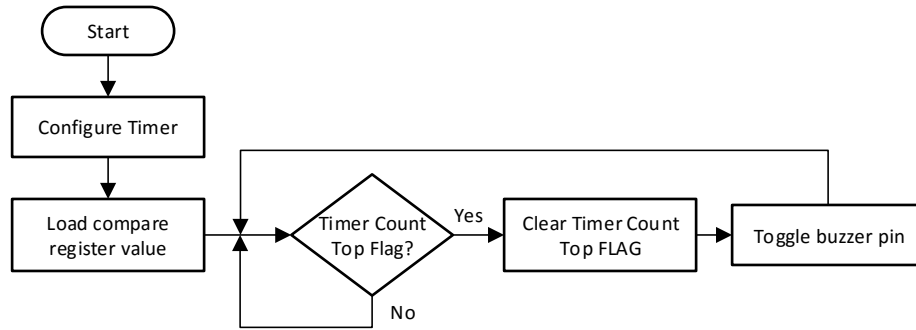 Start
Configure Timer
Load compare
register value
Timer Count
Top Flag?
Yes
No
Clear Timer Count
Top FLAG
Toggle buzzer pin